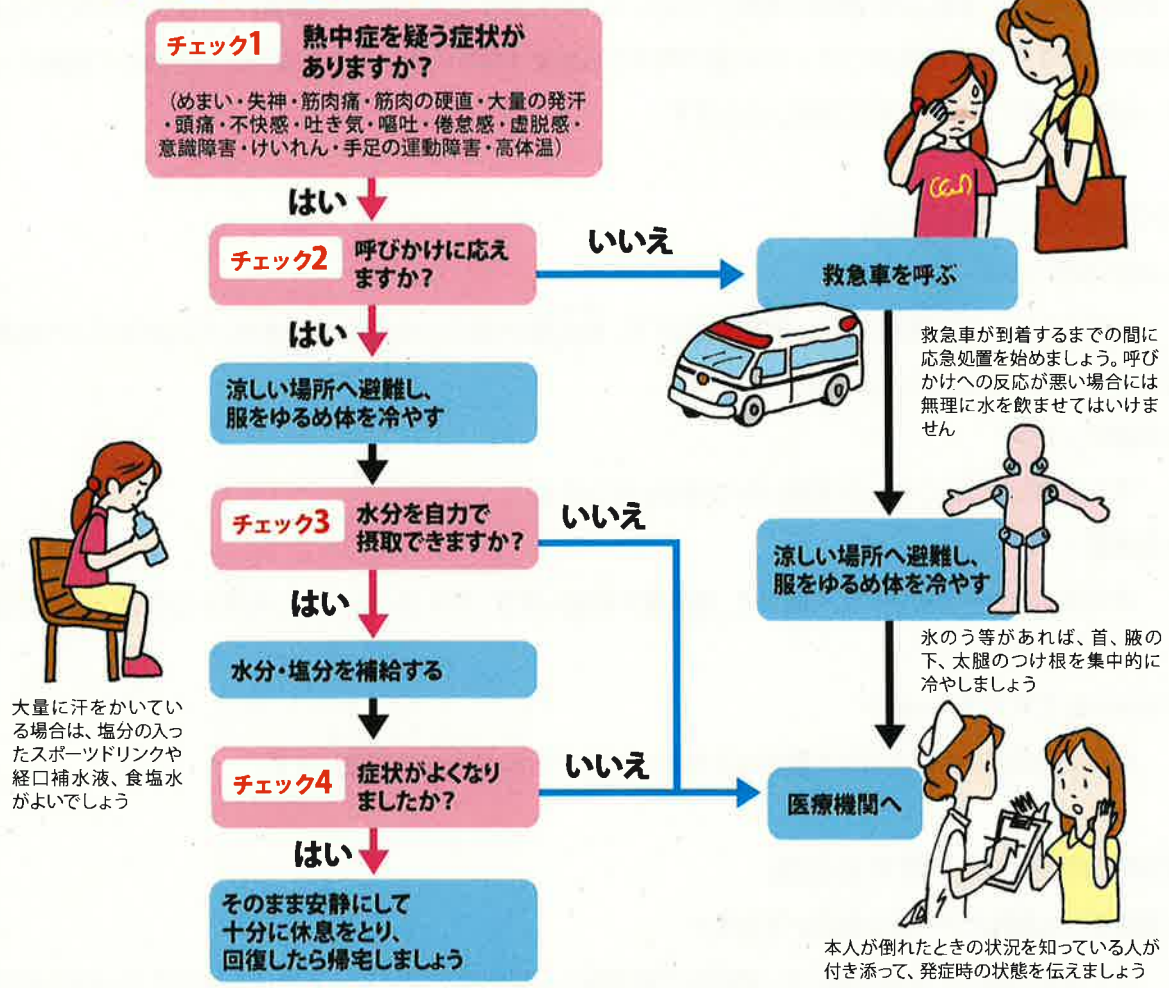 チェック1
熱中症を疑う症状が
ありますか？
（めまい・失神・筋肉痛・筋肉の硬直・大量の発汗
・頭痛・不快感・吐き気・嘔吐・倦怠感・虚脱感・
意識障害・けいれん・手足の運動障害・高体温）
はい
チェック2
呼びかけに応え
ますか？
いいえ
救急車を呼ぶ
救急車が到着するまでの間に
応急処置を始めましょう。呼び
かけへの反応が悪い場合には
無理に水を飲ませてはいけま
せん
はい
涼しい場所へ避難し、
服をゆるめ体を冷やす
チェック3
水分を自力で
摂取できますか？
いいえ
涼しい場所へ避難し、
服をゆるめ体を冷やす
氷のう等があれば、首、腋の
下、太腿のつけ根を集中的に
冷やしましょう
はい
水分・塩分を補給する
大量に汗をかいてい
る場合は、塩分の入っ
たスポーツドリンクや
経口補水液、食塩水
がよいでしょう
チェック4
症状がよくなり
ましたか？
いいえ
医療機関へ
はい
そのまま安静にして
十分に休息をとり、
回復したら帰宅しましょう
本人が倒れたときの状況を知っている人が
付き添って、発症時の状態を伝えましょう